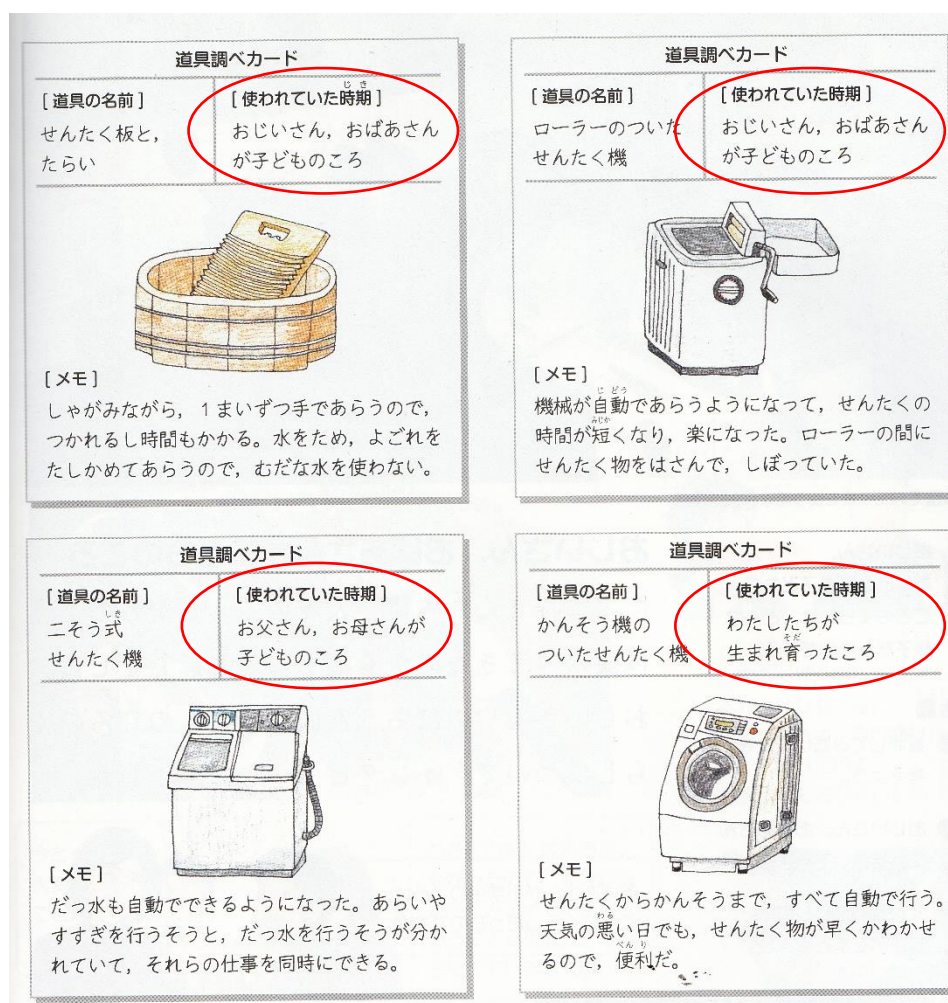 道具調べカード
[道具の名前]
せんたく板と,
たらい
[使われていた時期]
じき
おじいさん，おばあさん
が子どものころ
[メモ]
しゃがみながら，１まいずつ手であらうので，
つかれるし時間もかかる。水をため，よごれを
たしかめてあらうので，むだな水を使わない。
道具調べカード
[道具の名前]
ローラーのついた
せんたく機
[使われていた時期]
おじいさん，おばあさん
が子どものころ
[メモ]
じどう
機械が自動であらうようになって，せんたくの
みじか
時間が短くなり，楽になった。ローラーの間に
せんたく物をはさんで，しぼっていた。
道具調べカード
[道具の名前]
しき
二そう式
せんたく機
[使われていた時期]
お父さん，お母さんが
子どものころ
[メモ]
だっ水も自動でできるようになった。あらいや
すすぎを行うそうと，だっ水を行うそうが分か
れていて，それらの仕事を同時にできる。
道具調べカード
[道具の名前]
かんそう機の
ついたせんたく機
[使われていた時期]
わたしたちが
そだ
生まれ育ったころ
[メモ]
せんたくからかんそうまで，すべて自動で行う。
わる
天気の悪い日でも，せんたく物が早くかわかせ
べんり
るので，便利だ。